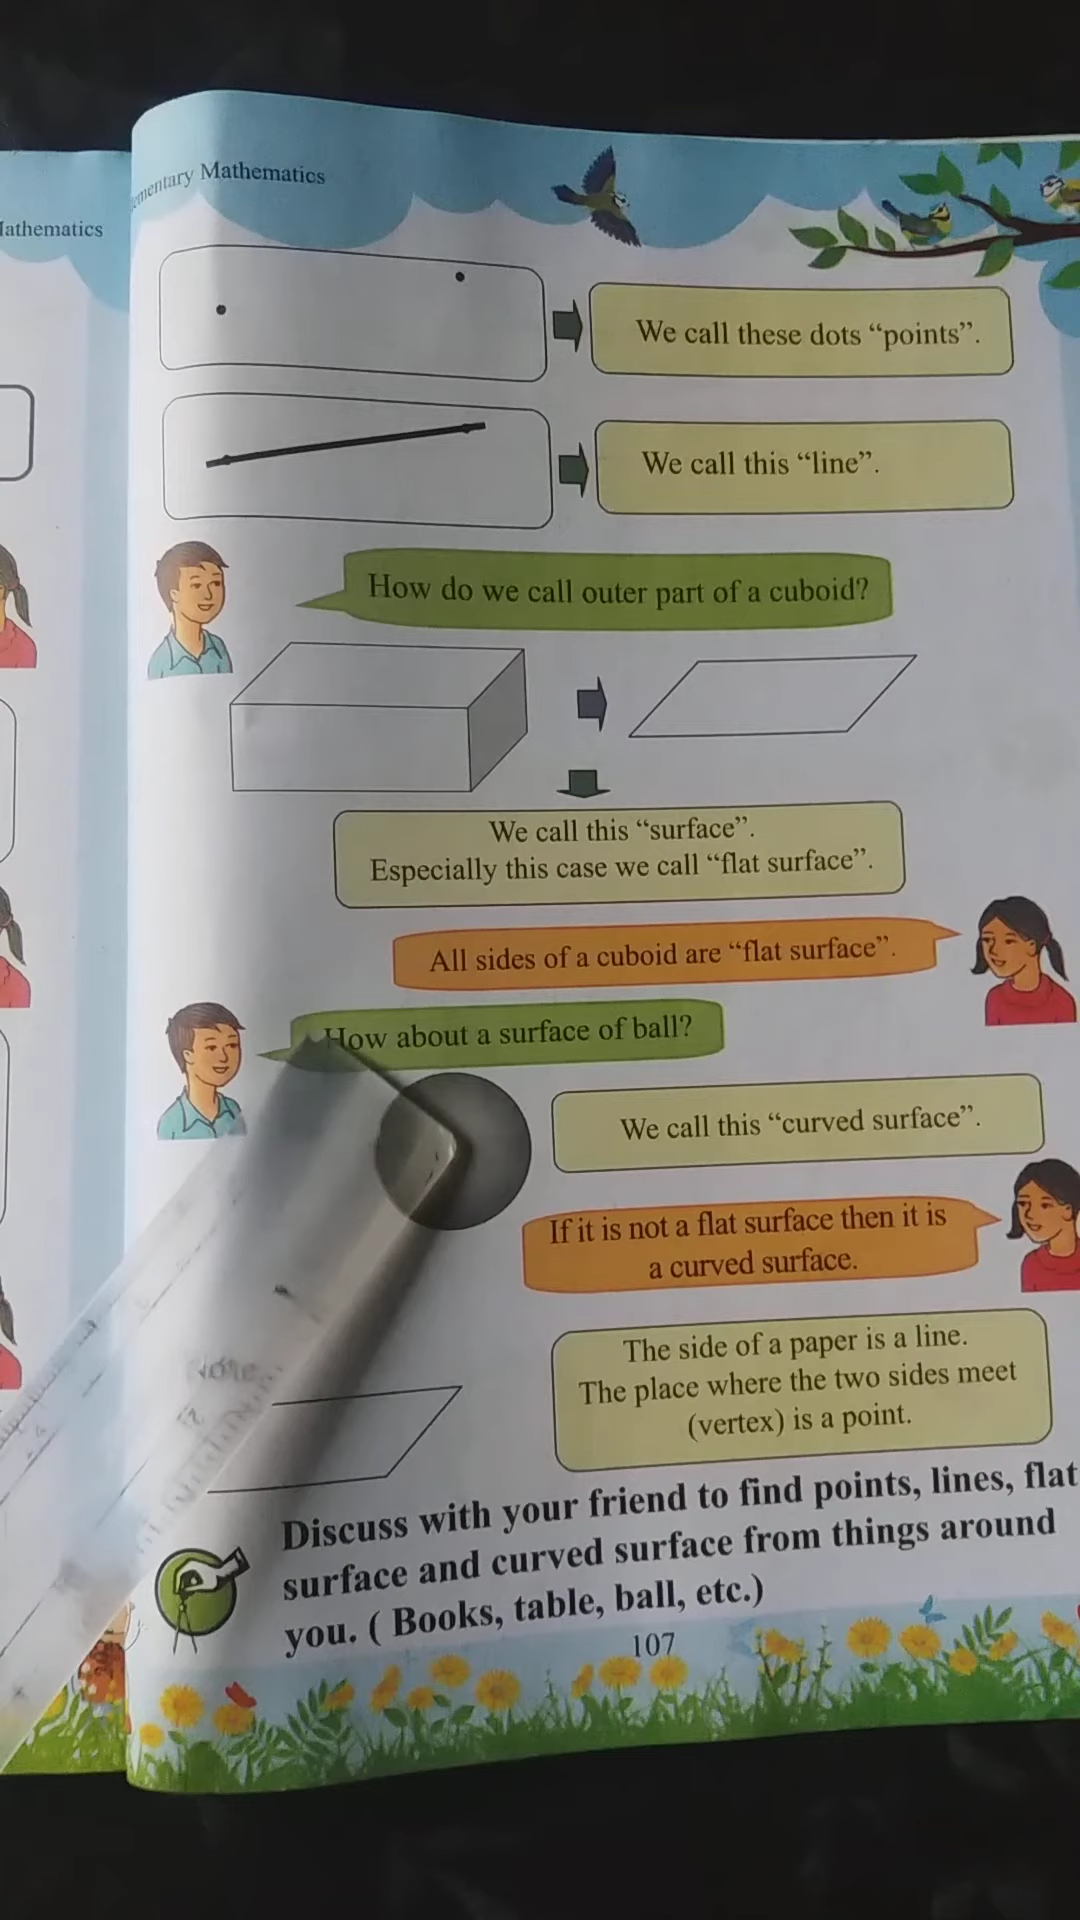 Mathematics
We call these dots “points”.
We call this “line”.
How do we call outer part of a cuboid?
We call this “surface”.
Especially this case we call “flat surface”.
All sides of a cuboid are “flat surface”.
How about a surface of ball?
We call this “curved surface”.
If it is not a flat surface then it is
a curved surface.
The side of a paper is a line.
The place where the two sides meet
(vertex) is a point.
Discuss with your friend to find points, lines, flat
surface and curved surface from things around
you. ( Books, table, ball, etc.)
107